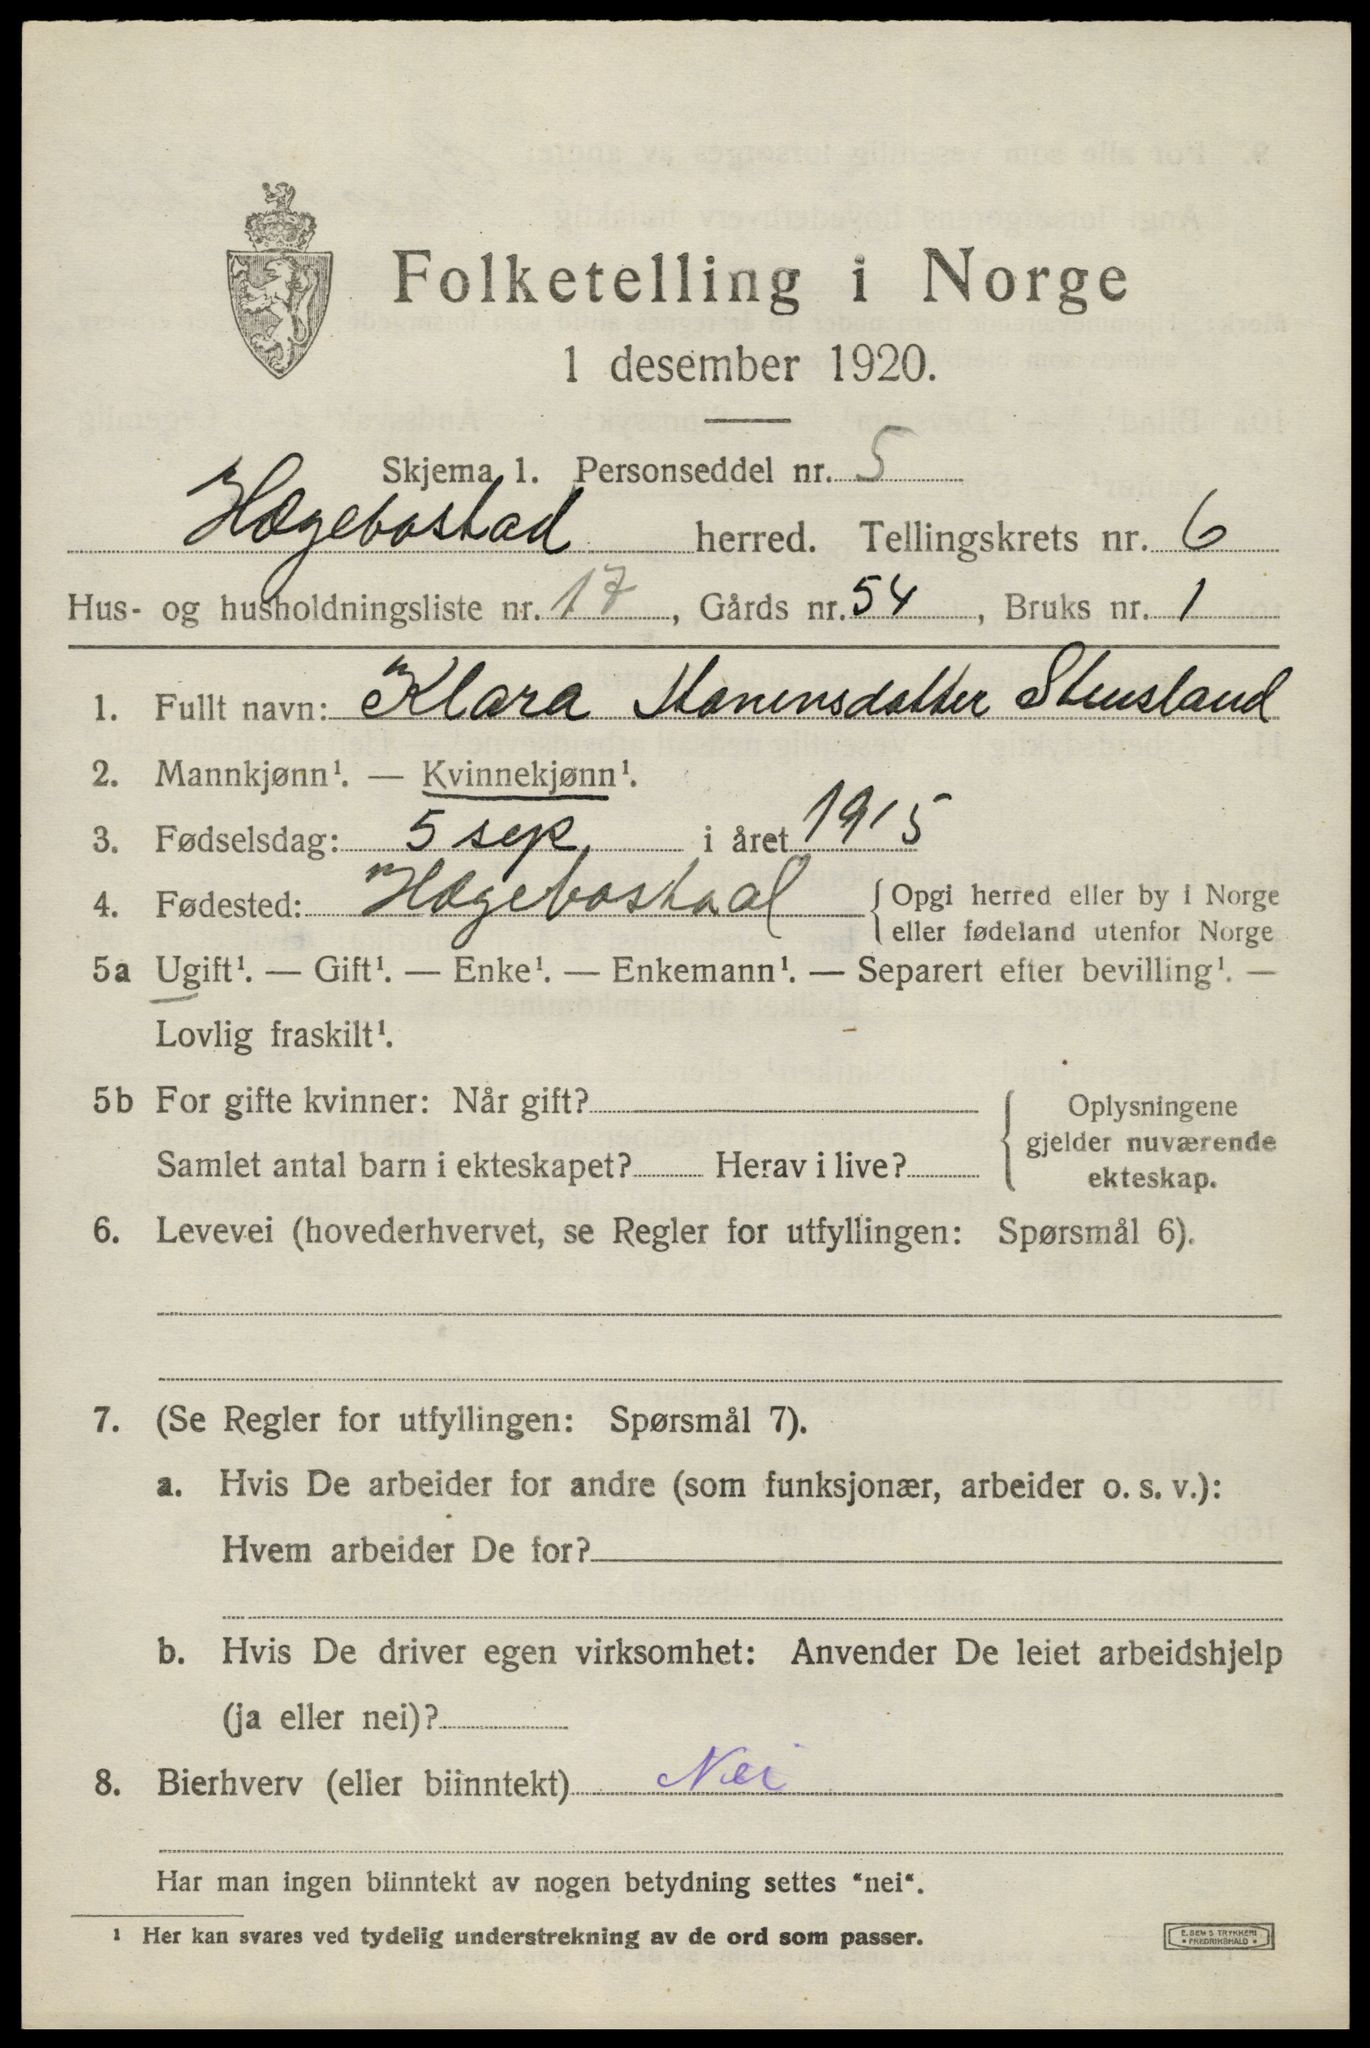 Folketelling i Norge
1 desember 1920.
Skjema 1. Personseddel nr. 5
Hægebostad herred. Tellingskrets nr. 6
Hus- og husholdningsliste nr. 17, Gårds nr. 54, Bruks nr. 1
1. Fullt navn: Klara Monensdatter Stensland
2. Mannkjønn¹. — Kvinnekjønn¹.
3. Fødselsdag: 5 sep. i året 1915
4. Fødested: Hægebostad { Opgi herred eller by i Norge
eller fødeland utenfor Norge
5a Ugift¹. — Gift¹. — Enke¹. — Enkemann¹. — Separert efter bevilling¹. —
Lovlig fraskilt¹.
5b For gifte kvinner: Når gift?
Samlet antal barn i ekteskapet? Herav i live?
{ Oplysningene
gjelder nuværende
ekteskap.
6. Levevei (hovederhvervet, se Regler for utfyllingen: Spørsmål 6).
7. (Se Regler for utfyllingen: Spørsmål 7).
a. Hvis De arbeider for andre (som funksjonær, arbeider o. s. v.):
Hvem arbeider De for?
b. Hvis De driver egen virksomhet: Anvender De leiet arbeidshjelp
(ja eller nei)?
8. Bierhverv (eller biinntekt) Nei
Har man ingen biinntekt av nogen betydning settes "nei".
¹ Her kan svares ved tydelig understrekning av de ord som passer.
E. SEM'S TRYKKERI
FREDRIKSHALD